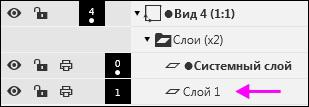 4 Вид 4 (1:1)
Слои (x2)
0 Системный слой
1 Слой 1